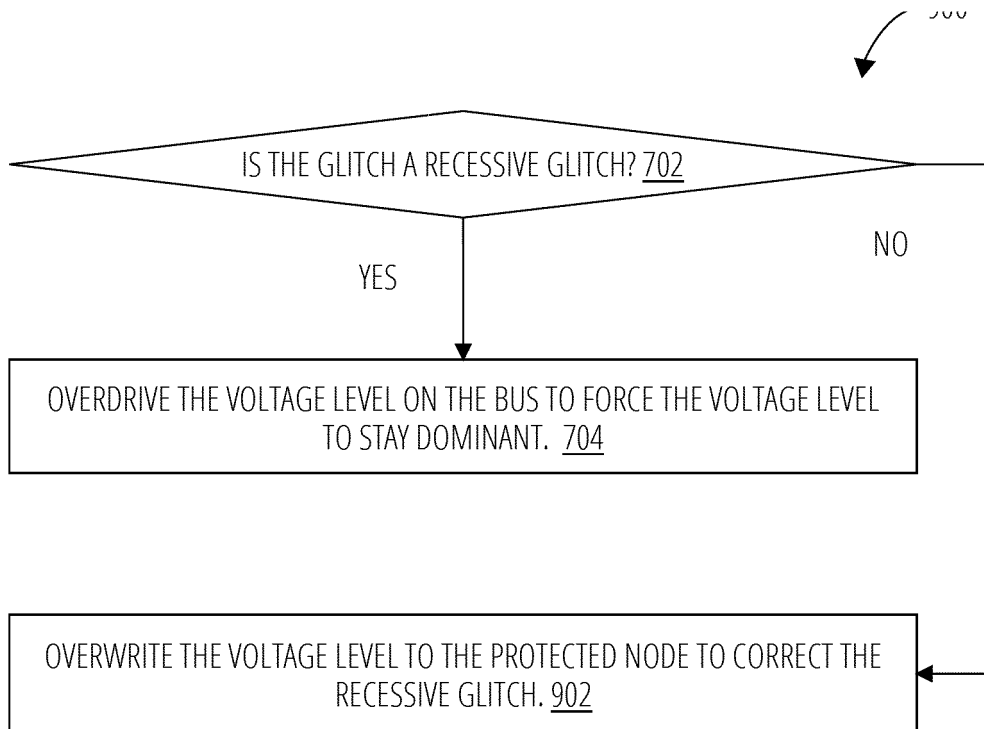 IS THE GLITCH A RECESSIVE GLITCH? 702
NO
YES
OVERDRIVE THE VOLTAGE LEVEL ON THE BUS TO FORCE THE VOLTAGE LEVEL
TO STAY DOMINANT. 704
OVERWRITE THE VOLTAGE LEVEL TO THE PROTECTED NODE TO CORRECT THE
RECESSIVE GLITCH. 902